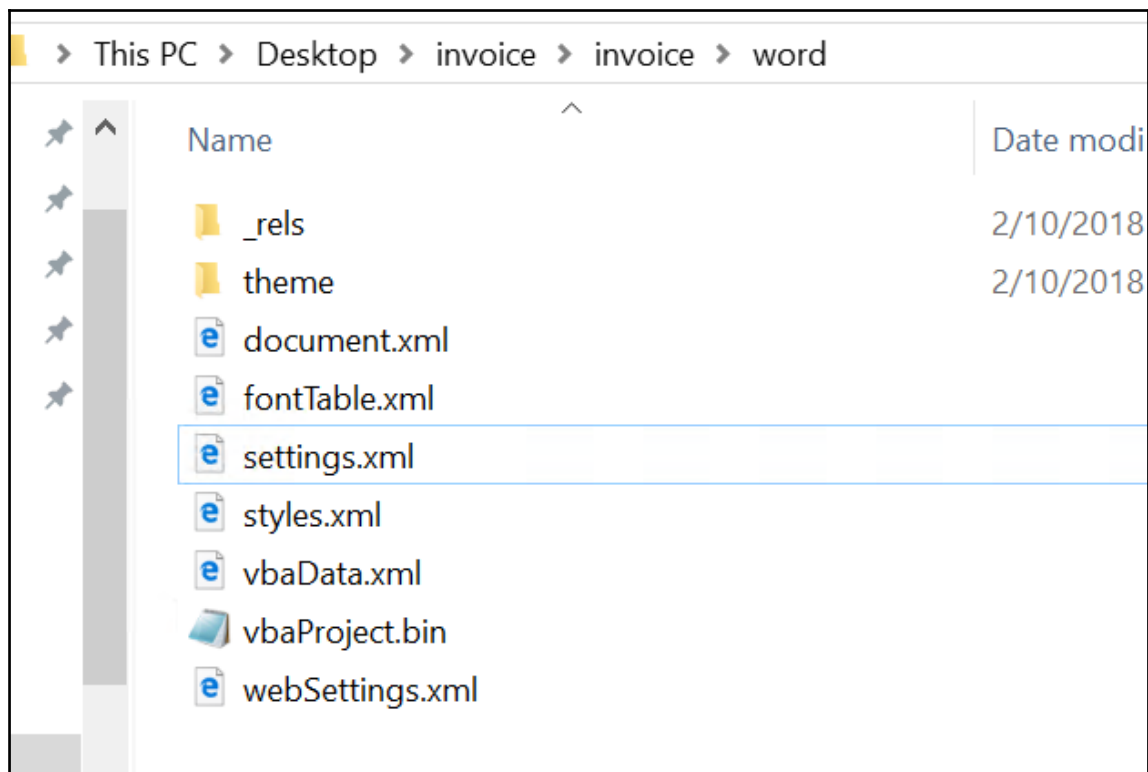 This PC > Desktop > invoice > invoice > word
Name Date modi
_rels 2/10/2018
theme 2/10/2018
document.xml
fontTable.xml
settings.xml
styles.xml
vbaData.xml
vbaProject.bin
webSettings.xml